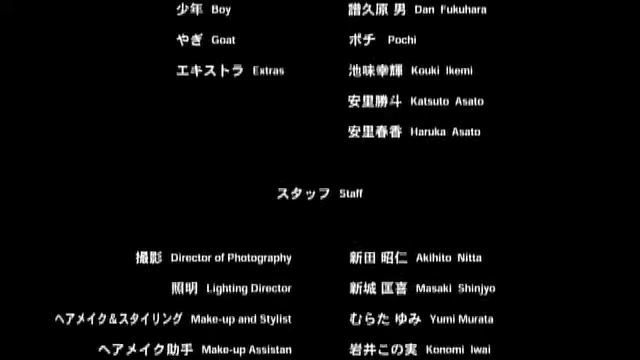 少年 Boy 譜久原 男 Dan Fukuhara
やぎ Goat ポチ Pochi
エキストラ Extras 池味幸輝 Kouki Ikemi
安里勝斗 Katsuto Asato
安里春香 Haruka Asato
スタッフ Staff
撮影 Director of Photography 新田 昭仁 Akihito Nitta
照明 Lighting Director 新城 匡喜 Masaki Shinjyo
ヘアメイク&スタイリング Make-up and Stylist むらた ゆみ Yumi Murata
ヘアメイク助手 Make-up Assistan 岩井この実 Konomi Iwai